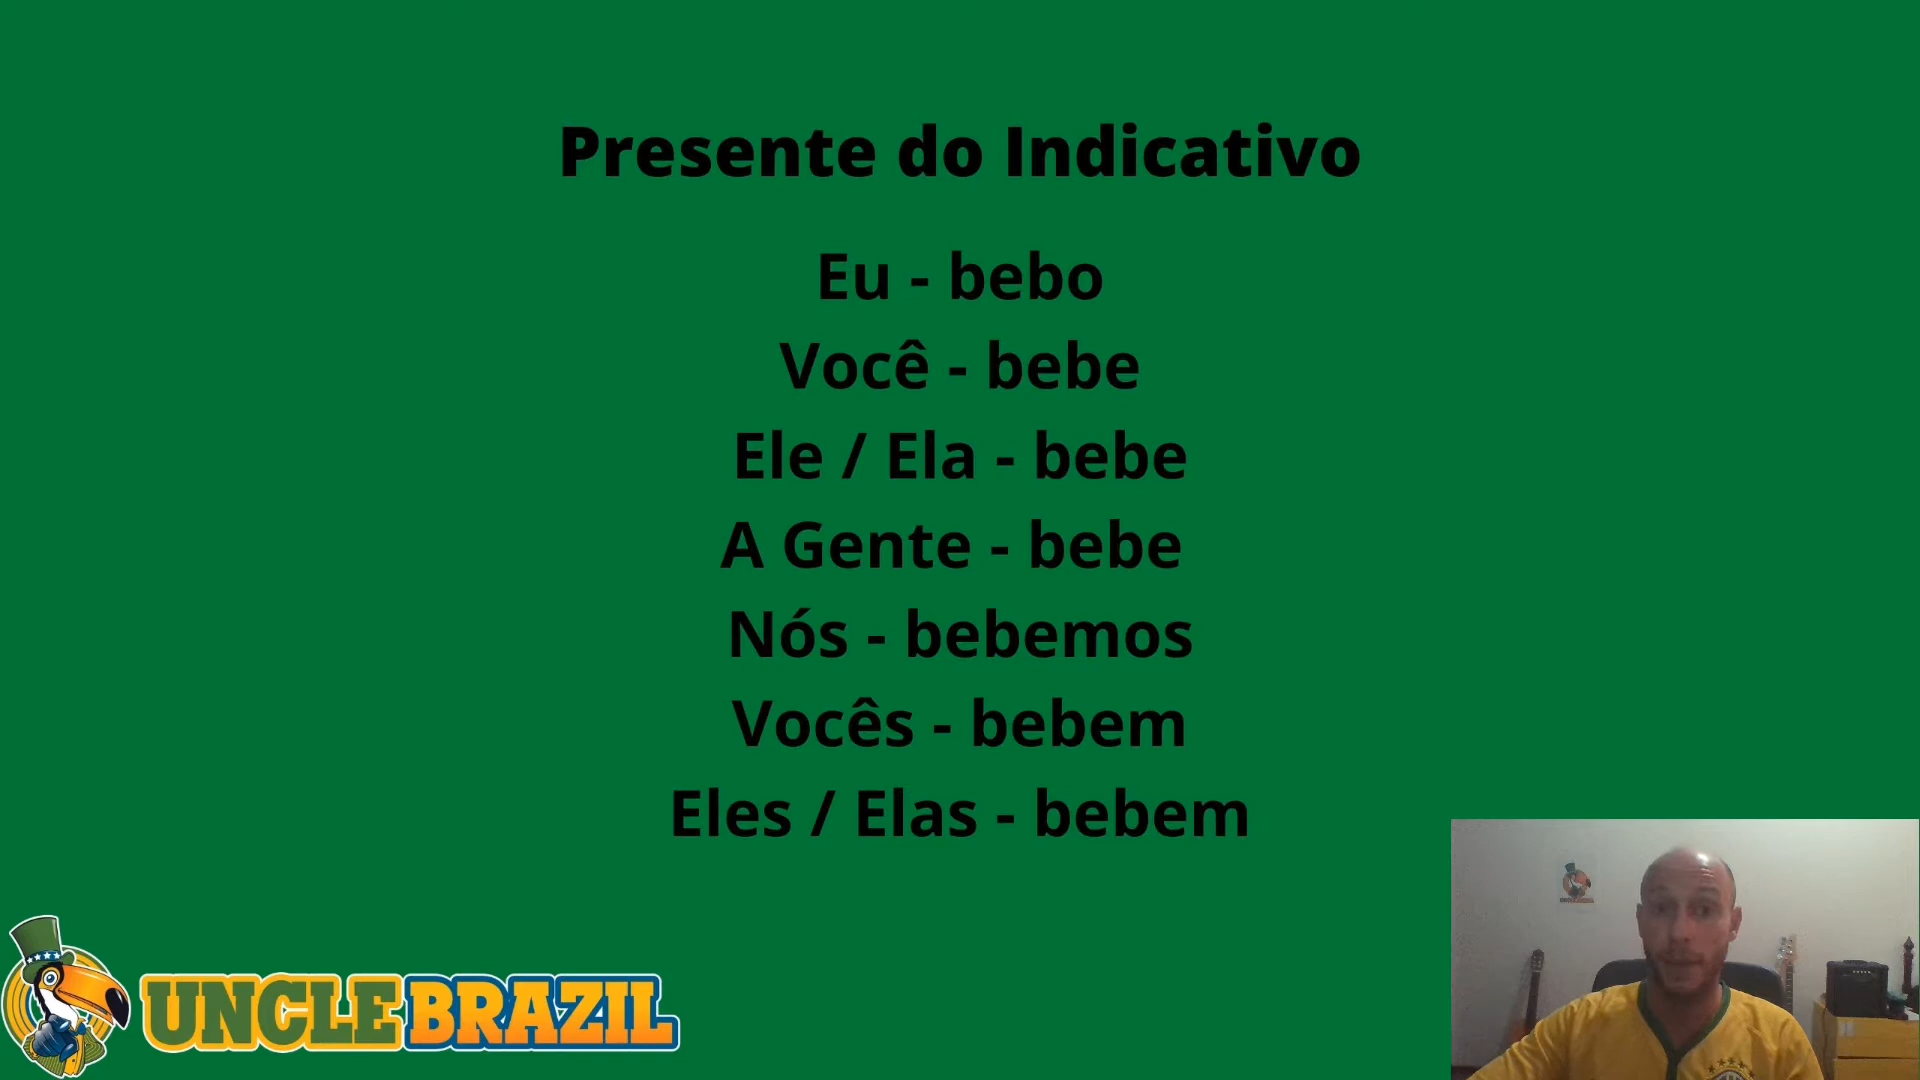 Presente do Indicativo
Eu - bebo
Você - bebe
Ele / Ela - bebe
A Gente - bebe
Nós - bebemos
Vocês - bebem
Eles / Elas - bebem
UNCLE BRAZIL